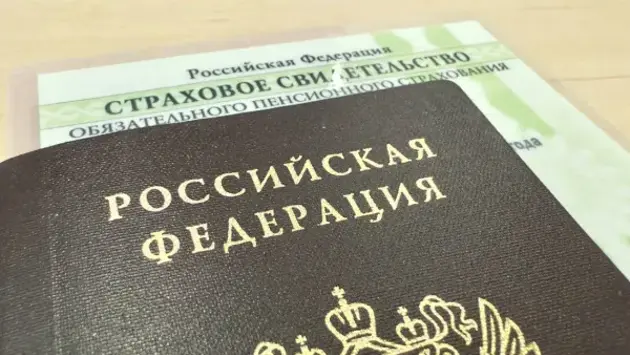 Российская Федерация
СТРАХОВОЕ СВИДЕТЕЛЬСТВО
ОБЯЗАТЕЛЬНОГО ПЕНСИОННОГО СТРАХОВАНИЯ
года
РОССИЙСКАЯ
ФЕДЕРАЦИЯ